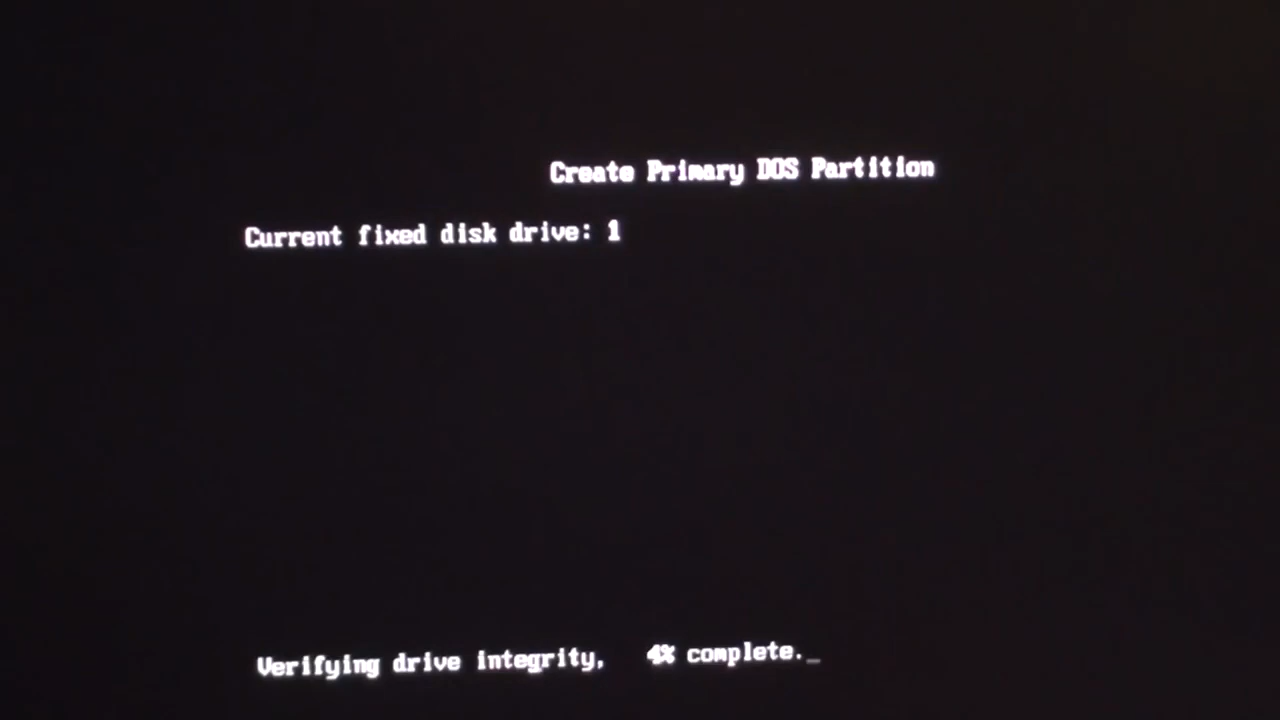 Create Primary DOS Partition
Current fixed disk drive: 1
Verifying drive integrity,   4% complete._